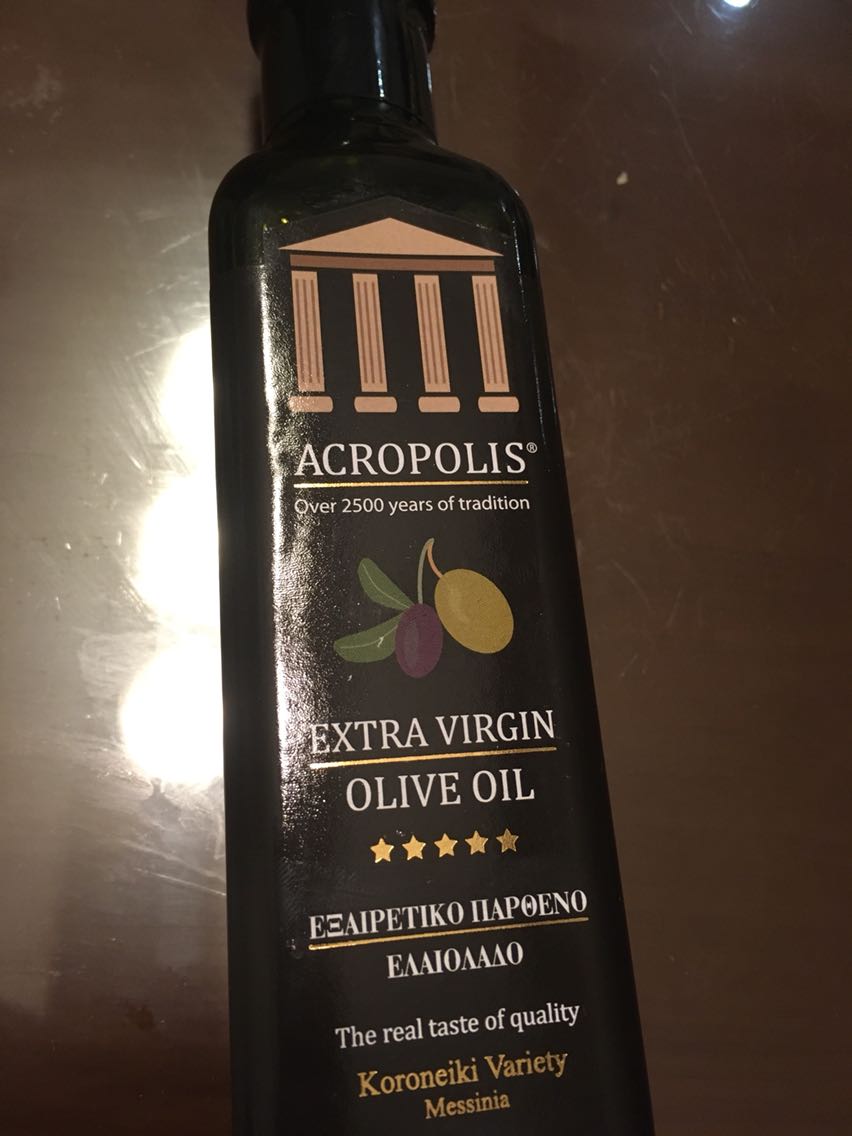 ACROPOLIS®
Over 2500 years of tradition
EXTRA VIRGIN
OLIVE OIL
ΕΞΑΙΡΕΤΙΚΟ ΠΑΡΘΕΝΟ
ΕΛΑΙΟΛΑΔΟ
The real taste of quality
Koroneiki Variety
Messinia